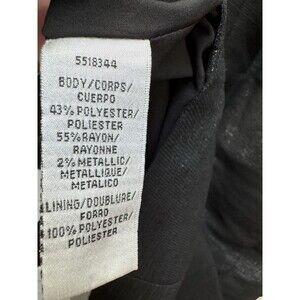 5518344
BODY/CORPS/
CUERPO
43% POLYESTER/
POLIESTER
55% RAYON/
RAYONNE
2% METALLIC/
METALLIQUE/
METALICO
LINING/DOUBLURE/
FORRO
100% POLYESTER/
POLIESTER